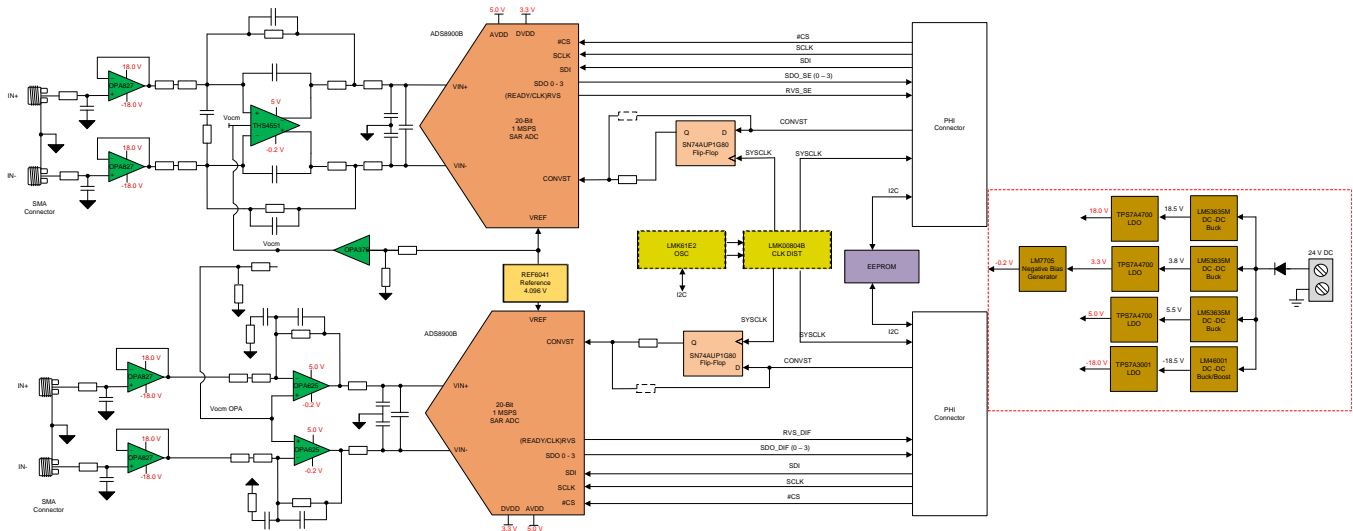 5.0 V
3.3 V
ADS8900B
AVDD
DVDD
#CS
SCLK
SDI
SDO 0 - 3
(READY/CLK)RVS
VIN+
20-Bit
1 MSPS
SAR ADC
VIN-
CONVST
VREF
#CS
SCLK
SDI
SDO_SE (0 – 3)
RVS_SE
CONVST
SYSCLK
SYSCLK
PHI
Connector
Q
D
SN74AUP1G80
Flip-Flop
IN+
18.0 V
OPA827
-18.0 V
IN-
18.0 V
OPA827
-18.0 V
SMA
Connector
Vocm
5 V
THS4551
-0.2 V
Vocm
OPA376
REF6041
Reference
4.096 V
LMK61E2
OSC
I2C
LMK00804B
CLK DIST
I2C
EEPROM
I2C
18.0 V
TPS7A4700
LDO
18.5 V
LM53635M
DC -DC
Buck
LM7705
Negative Bias
Generator
-0.2 V
3.3 V
TPS7A4700
LDO
3.8 V
LM53635M
DC -DC
Buck
24 V DC
5.0 V
TPS7A4700
LDO
5.5 V
LM53635M
DC -DC
Buck
-18.0 V
TPS7A3001
LDO
-18.5 V
LM46001
DC -DC
Buck/Boost
ADS8900B
VREF
CONVST
VIN+
20-Bit
1 MSPS
SAR ADC
VIN-
(READY/CLK)RVS
SDO 0 - 3
SDI
SCLK
#CS
DVDD
AVDD
3.3 V
5.0 V
SYSCLK
SYSCLK
Q
SN74AUP1G80
Flip-Flop
D
CONVST
PHI
Connector
RVS_DIF
SDO_DIF (0 – 3)
SDI
SCLK
#CS
IN+
18.0 V
OPA827
-18.0 V
IN-
18.0 V
OPA827
-18.0 V
SMA
Connector
Vocm OPA
5.0 V
OPA625
-0.2 V
5.0 V
OPA625
-0.2 V